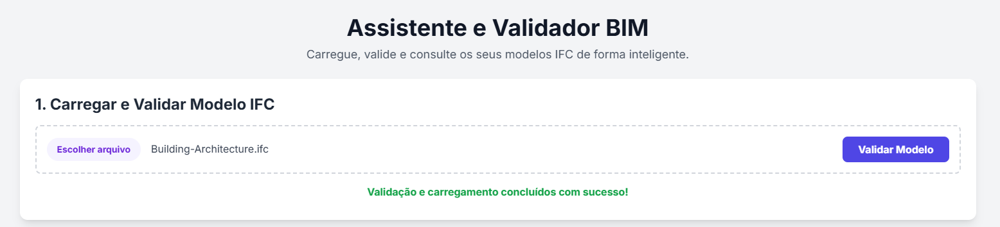 Assistente e Validador BIM
Carregue, valide e consulte os seus modelos IFC de forma inteligente.
1. Carregar e Validar Modelo IFC
Escolher arquivo Building-Architecture.ifc Validar Modelo
Validação e carregamento concluídos com sucesso!